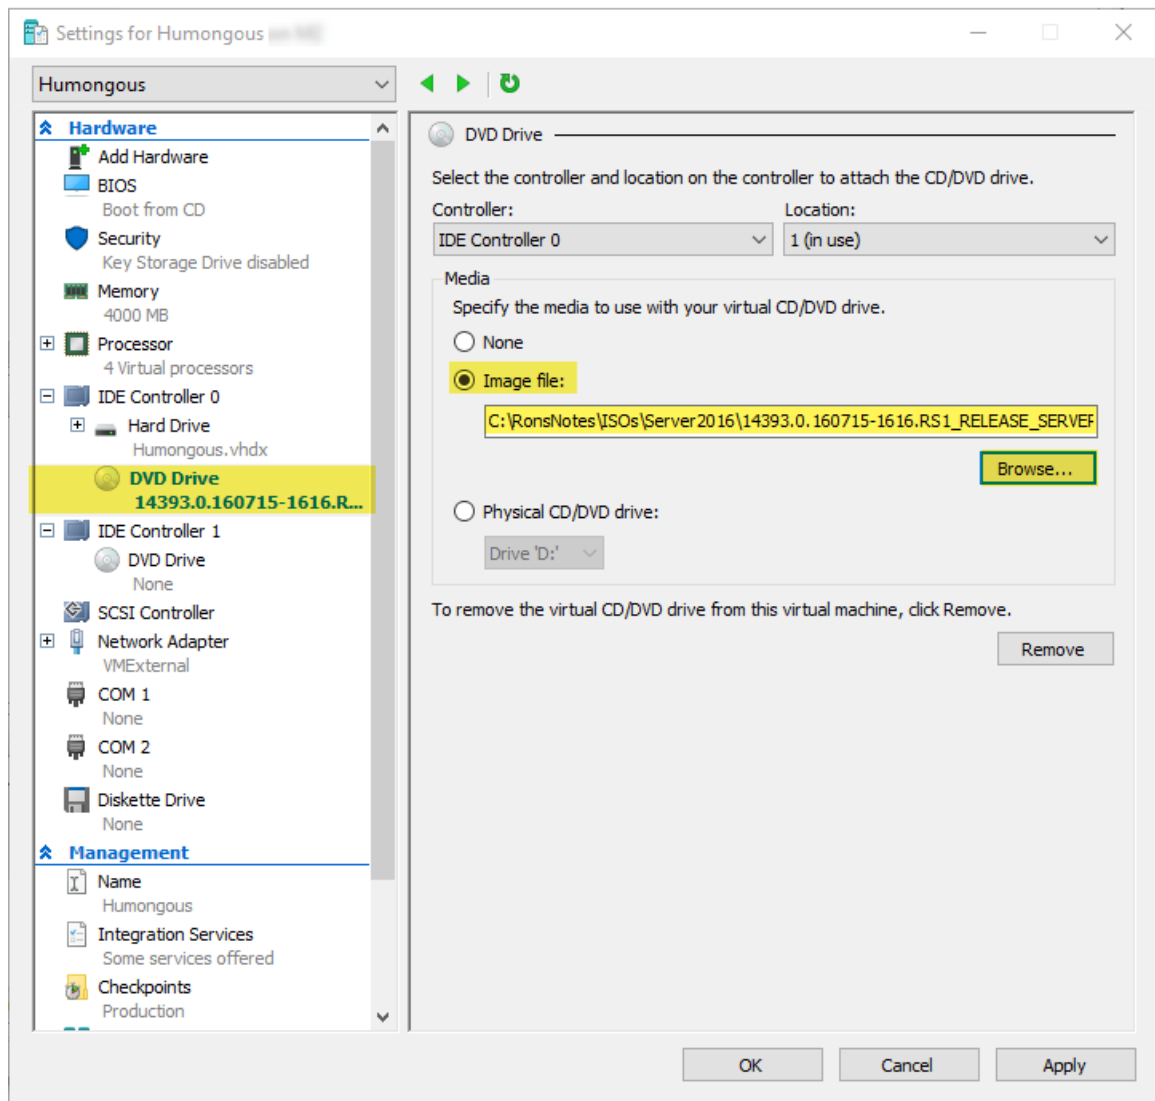 Settings for Humongous
Humongous
Hardware
Add Hardware
BIOS
Boot from CD
Security
Key Storage Drive disabled
Memory
4000 MB
Processor
4 Virtual processors
IDE Controller 0
Hard Drive
Humongous.vhdx
DVD Drive
14393.0.160715-1616.R...
IDE Controller 1
DVD Drive
None
SCSI Controller
Network Adapter
VMExternal
COM 1
None
COM 2
None
Diskette Drive
None
Management
Name
Humongous
Integration Services
Some services offered
Checkpoints
Production
DVD Drive
Select the controller and location on the controller to attach the CD/DVD drive.
Controller: Location:
IDE Controller 0 1 (in use)
Media
Specify the media to use with your virtual CD/DVD drive.
None
Image file:
C:\RonsNotes\ISOs\Server2016\14393.0.160715-1616.RS1_RELEASE_SERVER
Browse...
Physical CD/DVD drive:
Drive 'D:'
To remove the virtual CD/DVD drive from this virtual machine, click Remove.
Remove
OK Cancel Apply